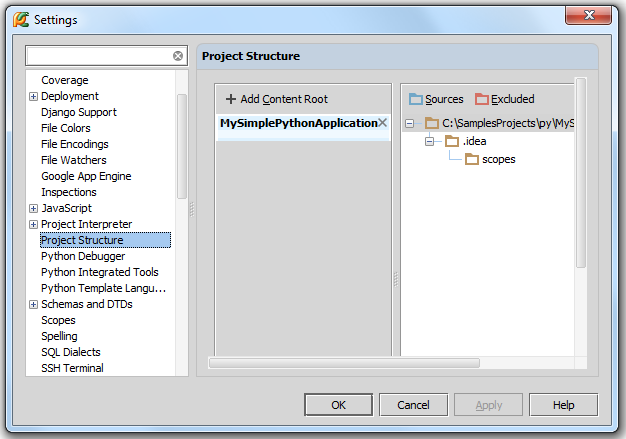 Settings
Coverage
Deployment
Django Support
File Colors
File Encodings
File Watchers
Google App Engine
Inspections
JavaScript
Project Interpreter
Project Structure
Python Debugger
Python Integrated Tools
Python Template Langu...
Schemas and DTDs
Scopes
Spelling
SQL Dialects
SSH Terminal
Project Structure
Add Content Root
MySimplePythonApplication
Sources Excluded
C:\SamplesProjects\py\MyS
.idea
scopes
OK Cancel Apply Help